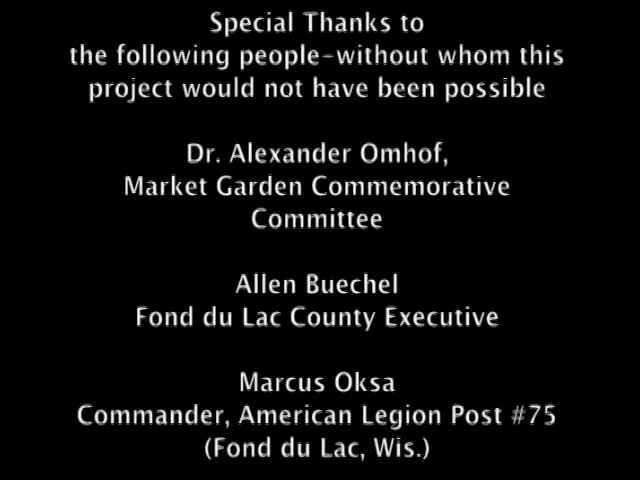 Special Thanks to
the following people-without whom this
project would not have been possible
Dr. Alexander Omhof,
Market Garden Commemorative
Committee
Allen Buechel
Fond du Lac County Executive
Marcus Oksa
Commander, American Legion Post #75
(Fond du Lac, Wis.)